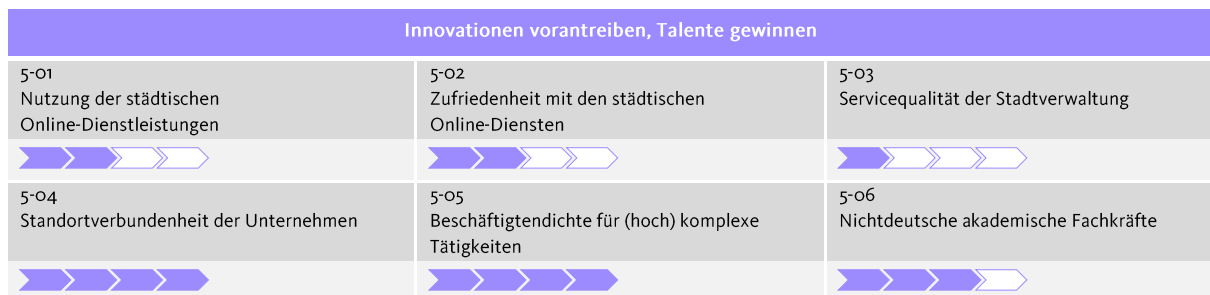 Innovationen vorantreiben, Talente gewinnen
5-01
Nutzung der städtischen
Online-Dienstleistungen
5-02
Zufriedenheit mit den städtischen
Online-Diensten
5-03
Servicequalität der Stadtverwaltung
5-04
Standortverbundenheit der Unternehmen
5-05
Beschäftigtendichte für (hoch) komplexe
Tätigkeiten
5-06
Nichtdeutsche akademische Fachkräfte